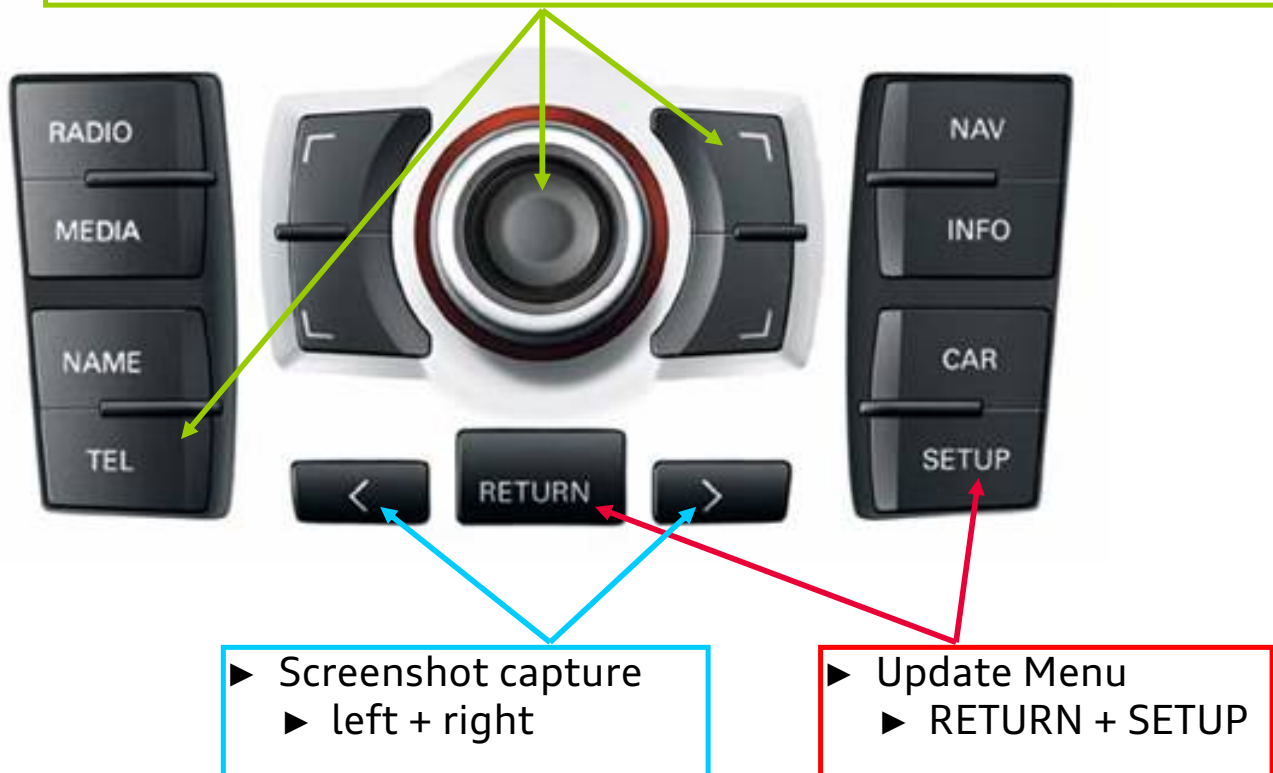 RADIO
MEDIA
NAME
TEL
NAV
INFO
CAR
SETUP
<
RETURN
>
► Screenshot capture
► left + right
► Update Menu
► RETURN + SETUP